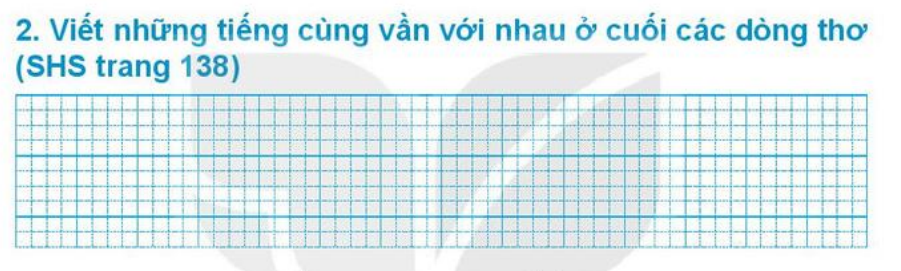 2. Viết những tiếng cùng vần với nhau ở cuối các dòng thơ
(SHS trang 138)